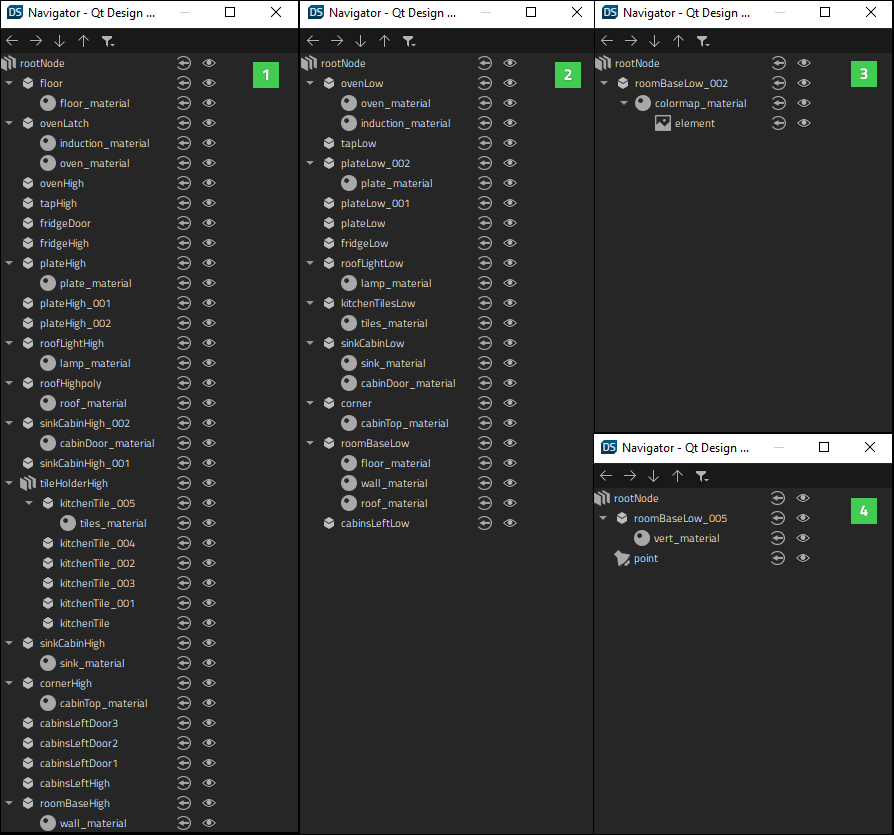 Navigator - Qt Design ...
1
rootNode
floor
floor_material
ovenLatch
induction_material
oven_material
ovenHigh
tapHigh
fridgeDoor
fridgeHigh
plateHigh
plate_material
plateHigh_001
plateHigh_002
roofLightHigh
lamp_material
roofHighpoly
roof_material
sinkCabinHigh_002
cabinDoor_material
sinkCabinHigh_001
tileHolderHigh
kitchenTile_005
tiles_material
kitchenTile_004
kitchenTile_002
kitchenTile_003
kitchenTile_001
kitchenTile
sinkCabinHigh
sink_material
cornerHigh
cabinTop_material
cabinsLeftDoor3
cabinsLeftDoor2
cabinsLeftDoor1
cabinsLeftHigh
roomBaseHigh
wall_material
DS Navigator - Qt Design ...
2
rootNode
ovenLow
oven_material
induction_material
tapLow
plateLow_002
plate_material
plateLow_001
plateLow
fridgeLow
roofLightLow
lamp_material
kitchenTilesLow
tiles_material
sinkCabinLow
sink_material
cabinDoor_material
corner
cabinTop_material
roomBaseLow
floor_material
wall_material
roof_material
cabinsLeftLow
DS Navigator - Qt Design ...
3
rootNode
roomBaseLow_002
colormap_material
element
DS Navigator - Qt Design ...
4
rootNode
roomBaseLow_005
vert_material
point